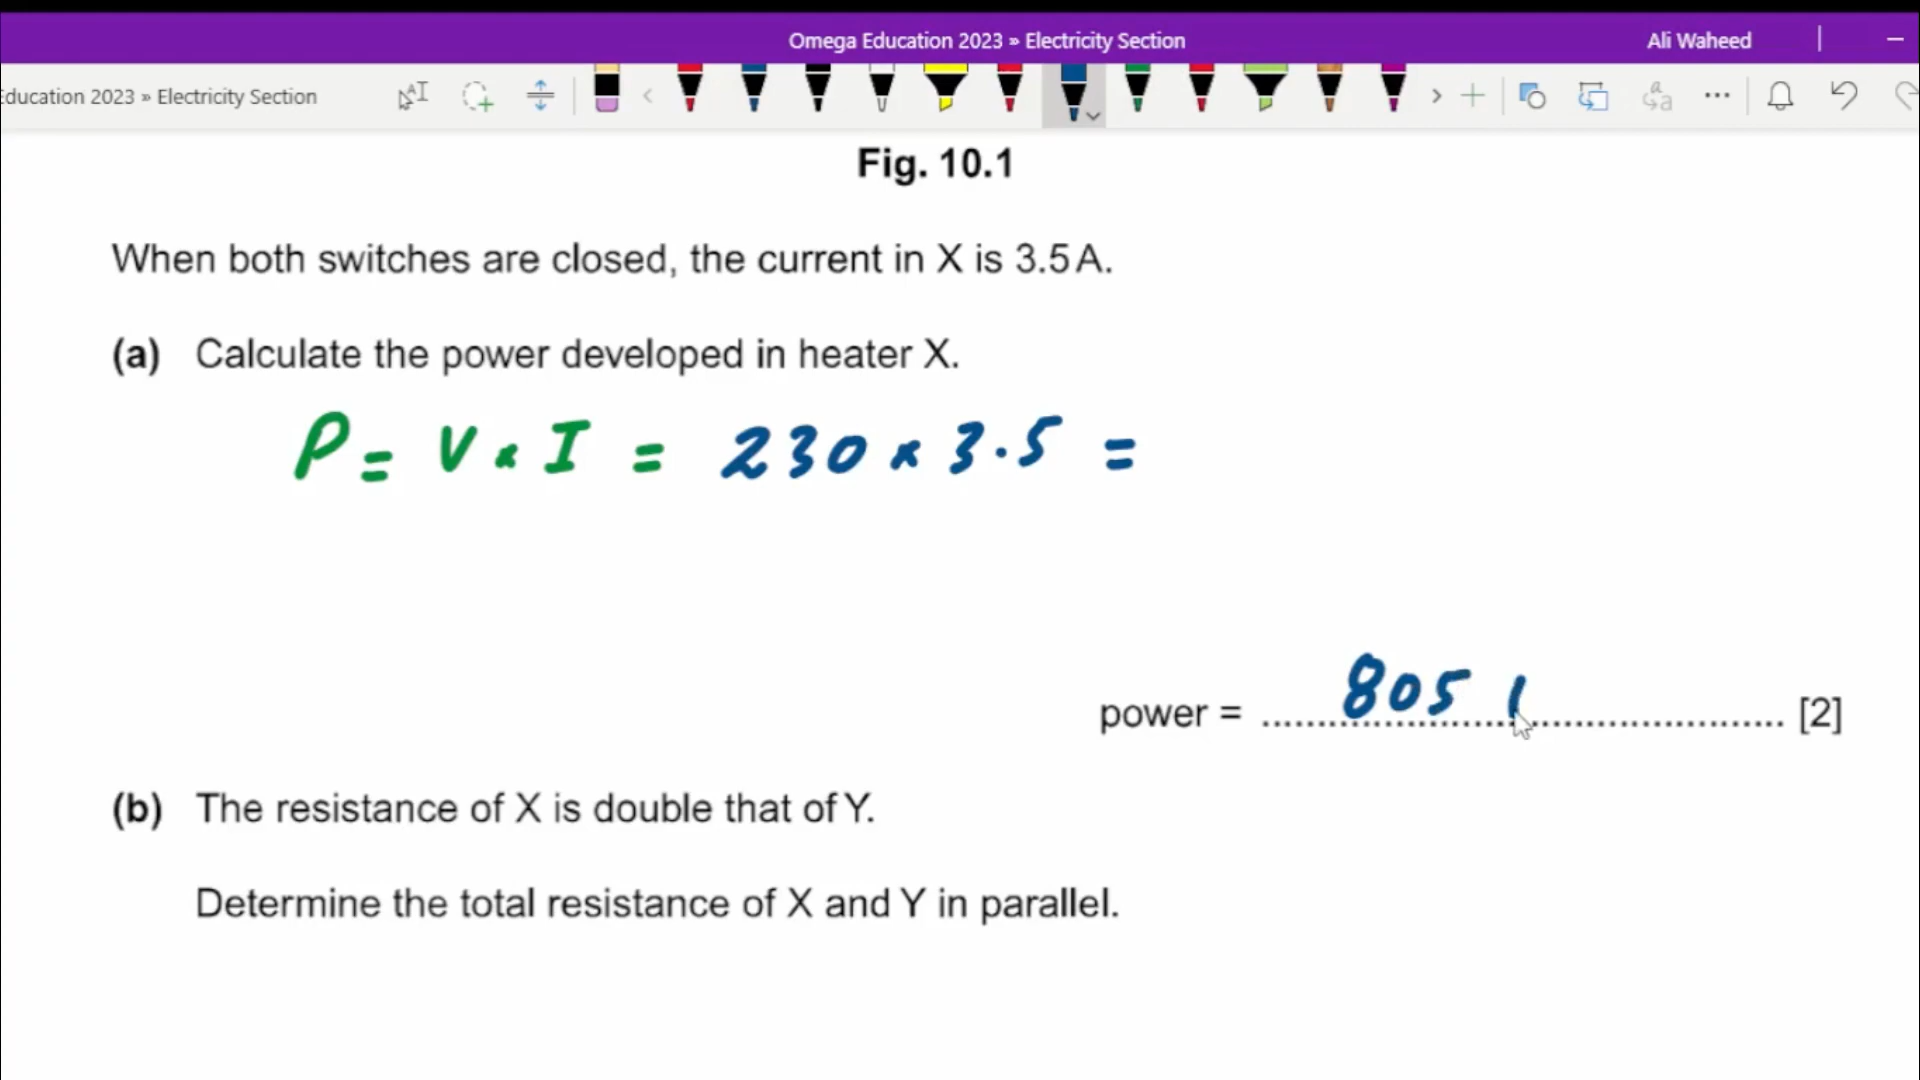 Omega Education 2023 » Electricity Section
Ali Waheed
ducation 2023 » Electricity Section
Fig. 10.1
When both switches are closed, the current in X is 3.5 A.
(a) Calculate the power developed in heater X.
P = V × I = 230 × 3.5 =
power = 805 [2]
(b) The resistance of X is double that of Y.
Determine the total resistance of X and Y in parallel.